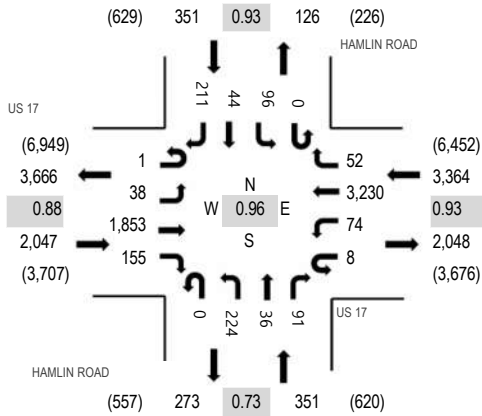 (629) 351 0.93 126 (226)
HAMLIN ROAD
US 17
211 44 96 0
(6,949) (6,452)
1 52
3,666 3,364
38 N 3,230
0.88 W 0.96 E 0.93
1,853 S 74
2,047 2,048
155 8
(3,707) (3,676)
0 224 36 91
US 17
HAMLIN ROAD
(557) 273 0.73 351 (620)